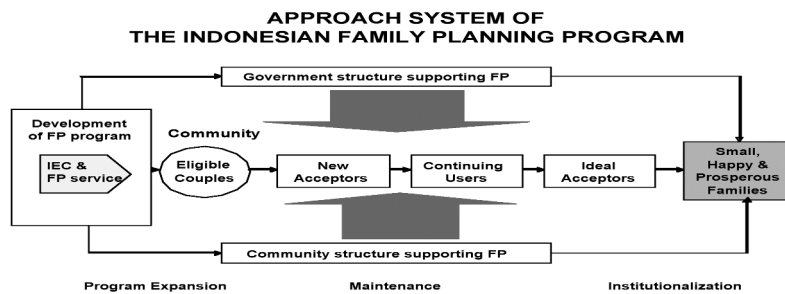 APPROACH SYSTEM OF
THE INDONESIAN FAMILY PLANNING PROGRAM
Government structure supporting FP
Development
of FP program
IEC &
FP service
Community
Eligible
Couples
New
Acceptors
Continuing
Users
Ideal
Acceptors
Small,
Happy &
Prosperous
Families
Community structure supporting FP
Program Expansion
Maintenance
Institutionalization